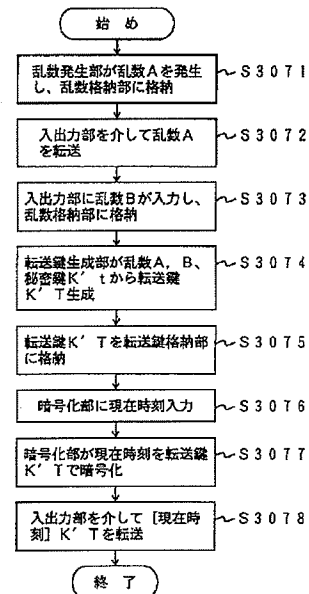 始め
乱数発生部が乱数Aを発生
し、乱数格納部に格納
S3071
入出力部を介して乱数A
を転送
S3072
入出力部に乱数Bが入力し、
乱数格納部に格納
S3073
転送鍵生成部が乱数A，B、
秘密鍵K′tから転送鍵
K′T生成
S3074
転送鍵K′Tを転送鍵格納部
に格納
S3075
暗号化部に現在時刻入力
S3076
暗号化部が現在時刻を転送鍵
K′Tで暗号化
S3077
入出力部を介して［現在時
刻］K′Tを転送
S3078
終了